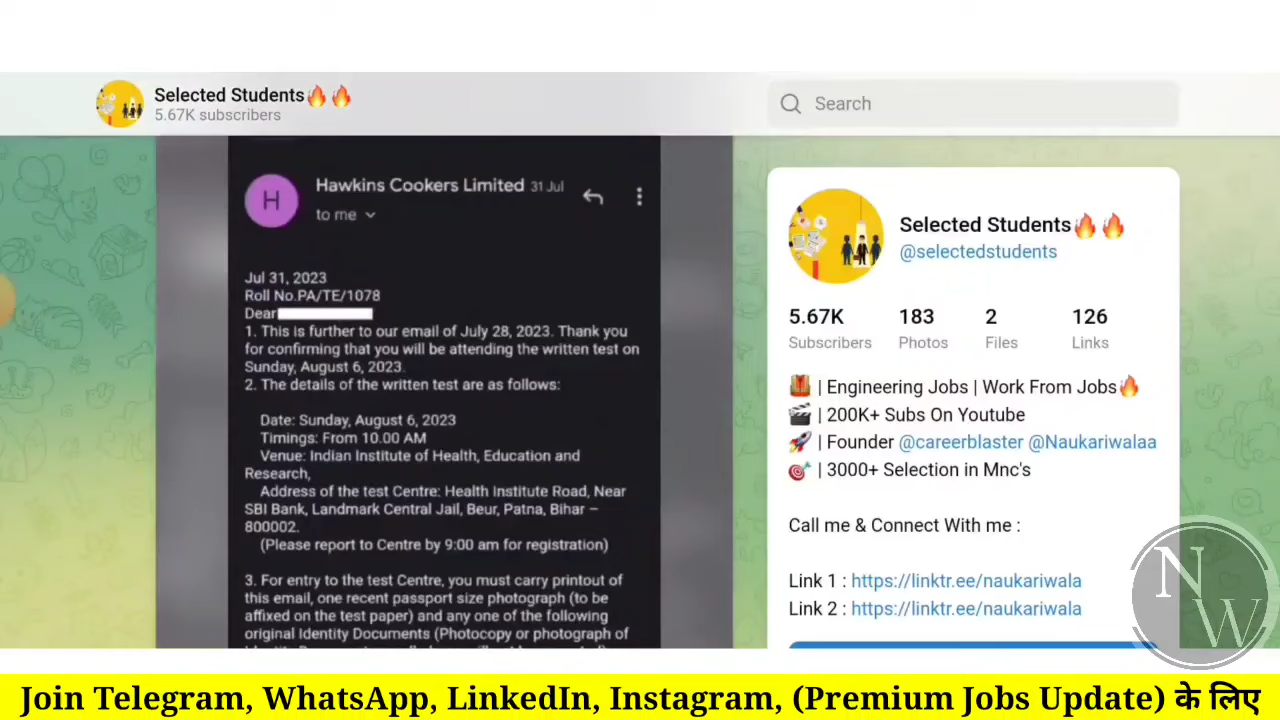 Selected Students🔥🔥
5.67K subscribers
Search
H
Hawkins Cookers Limited 31 Jul
to me
Jul 31, 2023
Roll No.PA/TE/1078
Dear
1. This is further to our email of July 28, 2023. Thank you
for confirming that you will be attending the written test on
Sunday, August 6, 2023.
2. The details of the written test are as follows:
Date: Sunday, August 6, 2023
Timings: From 10.00 AM
Venue: Indian Institute of Health, Education and
Research,
Address of the test Centre: Health Institute Road, Near
SBI Bank, Landmark Central Jail, Beur, Patna, Bihar –
800002.
(Please report to Centre by 9:00 am for registration)
3. For entry to the test Centre, you must carry printout of
this email, one recent passport size photograph (to be
affixed on the test paper) and any one of the following
original Identity Documents (Photocopy or photograph of
Selected Students🔥🔥
@selectedstudents
5.67K 183 2 126
Subscribers Photos Files Links
| Engineering Jobs | Work From Jobs🔥
🎬 | 200K+ Subs On Youtube
🚀 | Founder @careerblaster @Naukariwalaa
🎯 | 3000+ Selection in Mnc's
Call me & Connect With me :
Link 1 : https://linktr.ee/naukariwala
Link 2 : https://linktr.ee/naukariwala
N
W
Join Telegram, WhatsApp, LinkedIn, Instagram, (Premium Jobs Update) के लिए